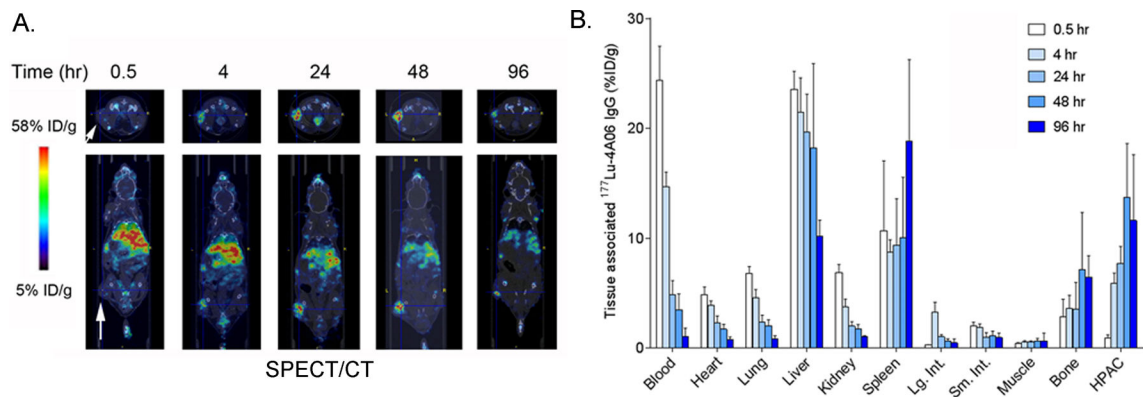 A.
Time (hr) 0.5 4 24 48 96
58% ID/g
5% ID/g
SPECT/CT
B.
Tissue associated ¹⁷⁷Lu-4A06 IgG (%ID/g)
30
20
10
0
0.5 hr
4 hr
24 hr
48 hr
96 hr
Blood
Heart
Lung
Liver
Kidney
Spleen
Lg. Int.
Sm. Int.
Muscle
Bone
HPAC